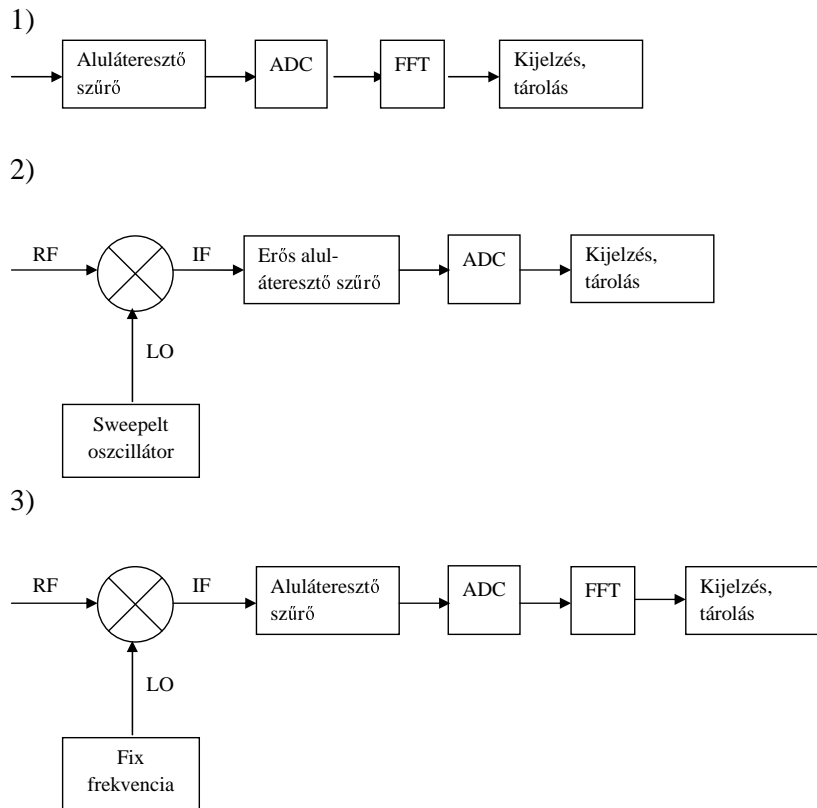 1)
Aluláteresztő
szűrő
ADC
FFT
Kijelzés,
tárolás
2)
RF
IF
Erős alul-
áteresztő szűrő
ADC
Kijelzés,
tárolás
LO
Sweepelt
oszcillátor
3)
RF
IF
Aluláteresztő
szűrő
ADC
FFT
Kijelzés,
tárolás
LO
Fix
frekvencia